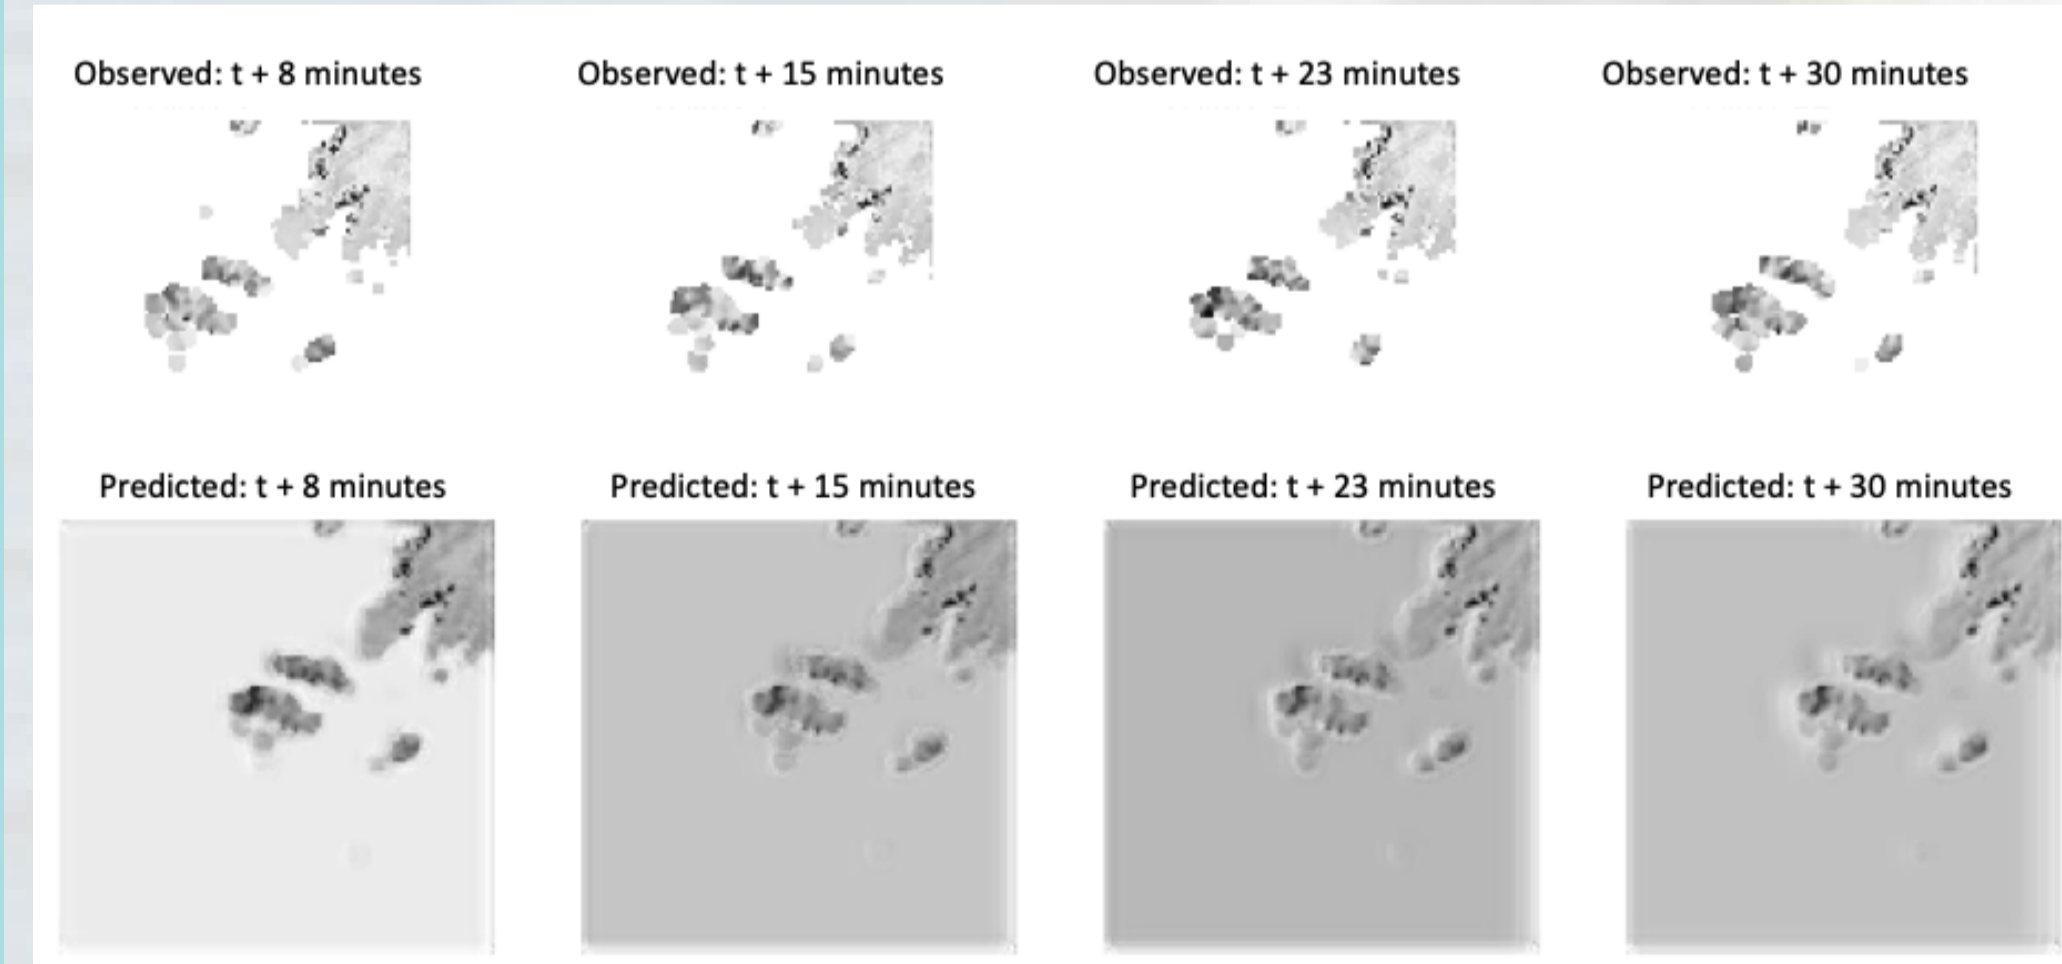 Observed: t + 8 minutes
Observed: t + 15 minutes
Observed: t + 23 minutes
Observed: t + 30 minutes
Predicted: t + 8 minutes
Predicted: t + 15 minutes
Predicted: t + 23 minutes
Predicted: t + 30 minutes